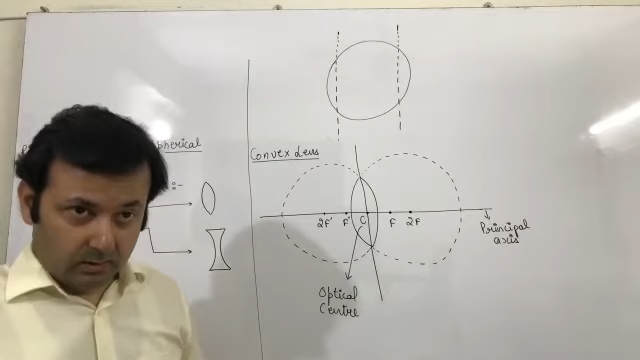 spherical
:-
Convex Lens
2F' F' C F 2F
Principal
axis
Optical
Centre